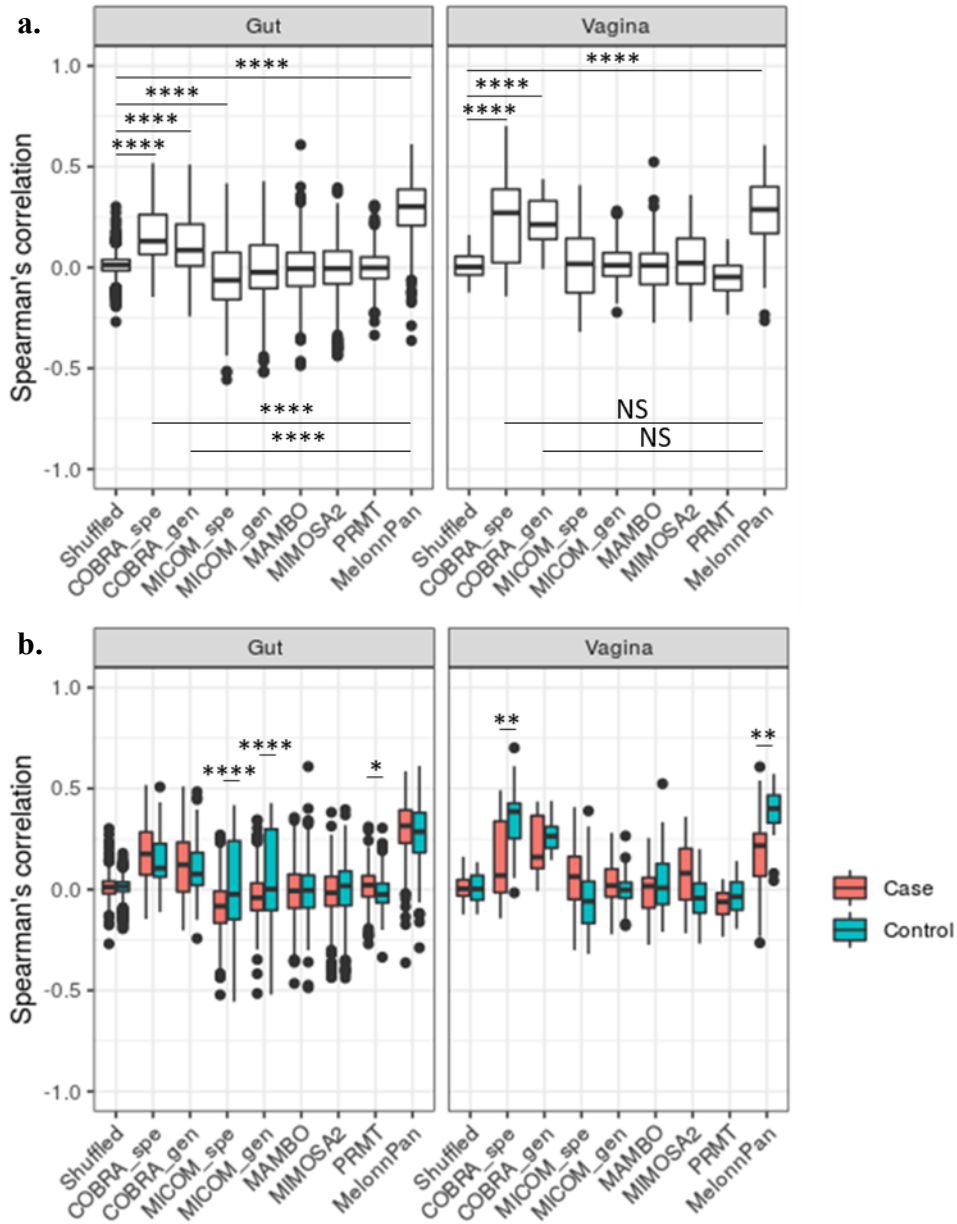 a.
Gut
Vagina
Spearman's correlation
1.0
0.5
0.0
-0.5
-1.0
****
****
****
****
****
****
****
****
****
NS
NS
Shuffled
COBRA_spe
COBRA_gen
MICOM_spe
MICOM_gen
MAMBO
MIMOSA2
PRMT
MelonnPan
Shuffled
COBRA_spe
COBRA_gen
MICOM_spe
MICOM_gen
MAMBO
MIMOSA2
PRMT
MelonnPan
b.
Gut
Vagina
Spearman's correlation
1.0
0.5
0.0
-0.5
-1.0
****
****
*
**
**
Shuffled
COBRA_spe
COBRA_gen
MICOM_spe
MICOM_gen
MAMBO
MIMOSA2
PRMT
MelonnPan
Shuffled
COBRA_spe
COBRA_gen
MICOM_spe
MICOM_gen
MAMBO
MIMOSA2
PRMT
MelonnPan
Case
Control